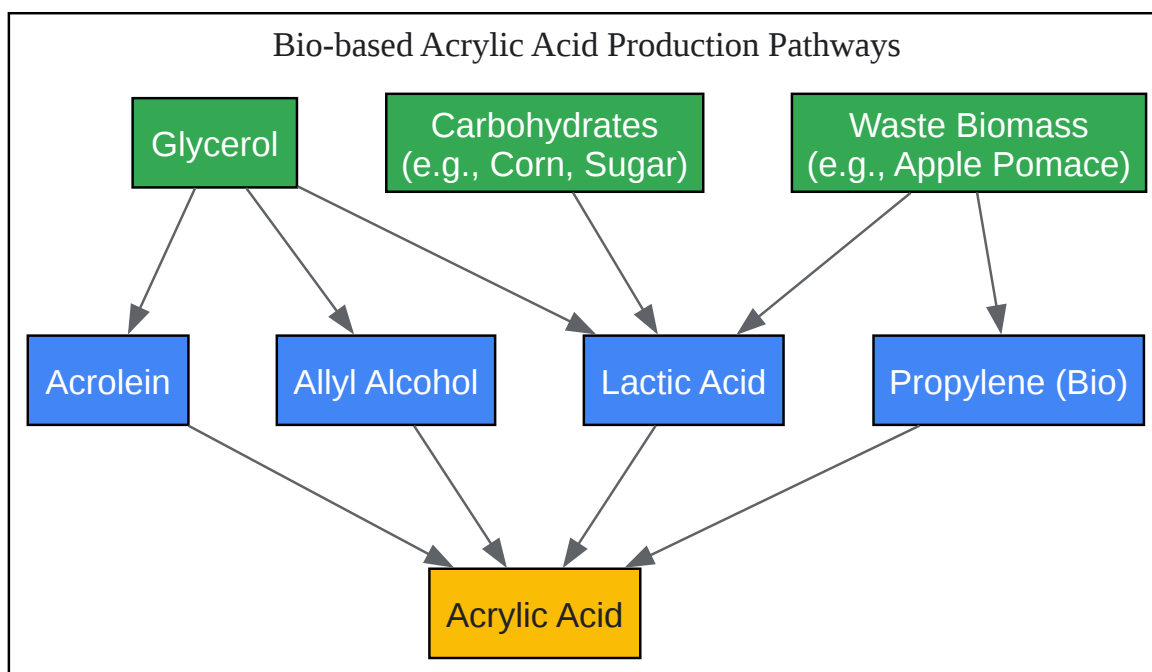 Bio-based Acrylic Acid Production Pathways
Glycerol
Carbohydrates
(e.g., Corn, Sugar)
Waste Biomass
(e.g., Apple Pomace)
Acrolein
Allyl Alcohol
Lactic Acid
Propylene (Bio)
Acrylic Acid